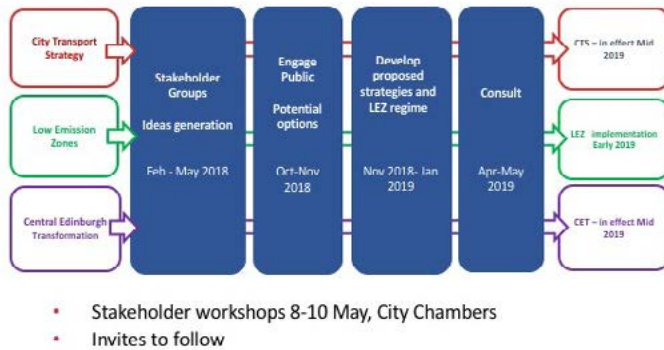 City Transport
Strategy
Low Emission
Zones
Central Edinburgh
Transformation
Stakeholder
Groups
Ideas generation
Feb - May 2018
Engage
Public
Potential
options
Oct-Nov
2018
Develop
proposed
strategies and
LEZ regime
Nov 2018- Jan
2019
Consult
Apr-May
2019
CTS – in effect Mid
2019
LEZ implementation
Early 2019
CET – in effect Mid
2019
• Stakeholder workshops 8-10 May, City Chambers
• Invites to follow